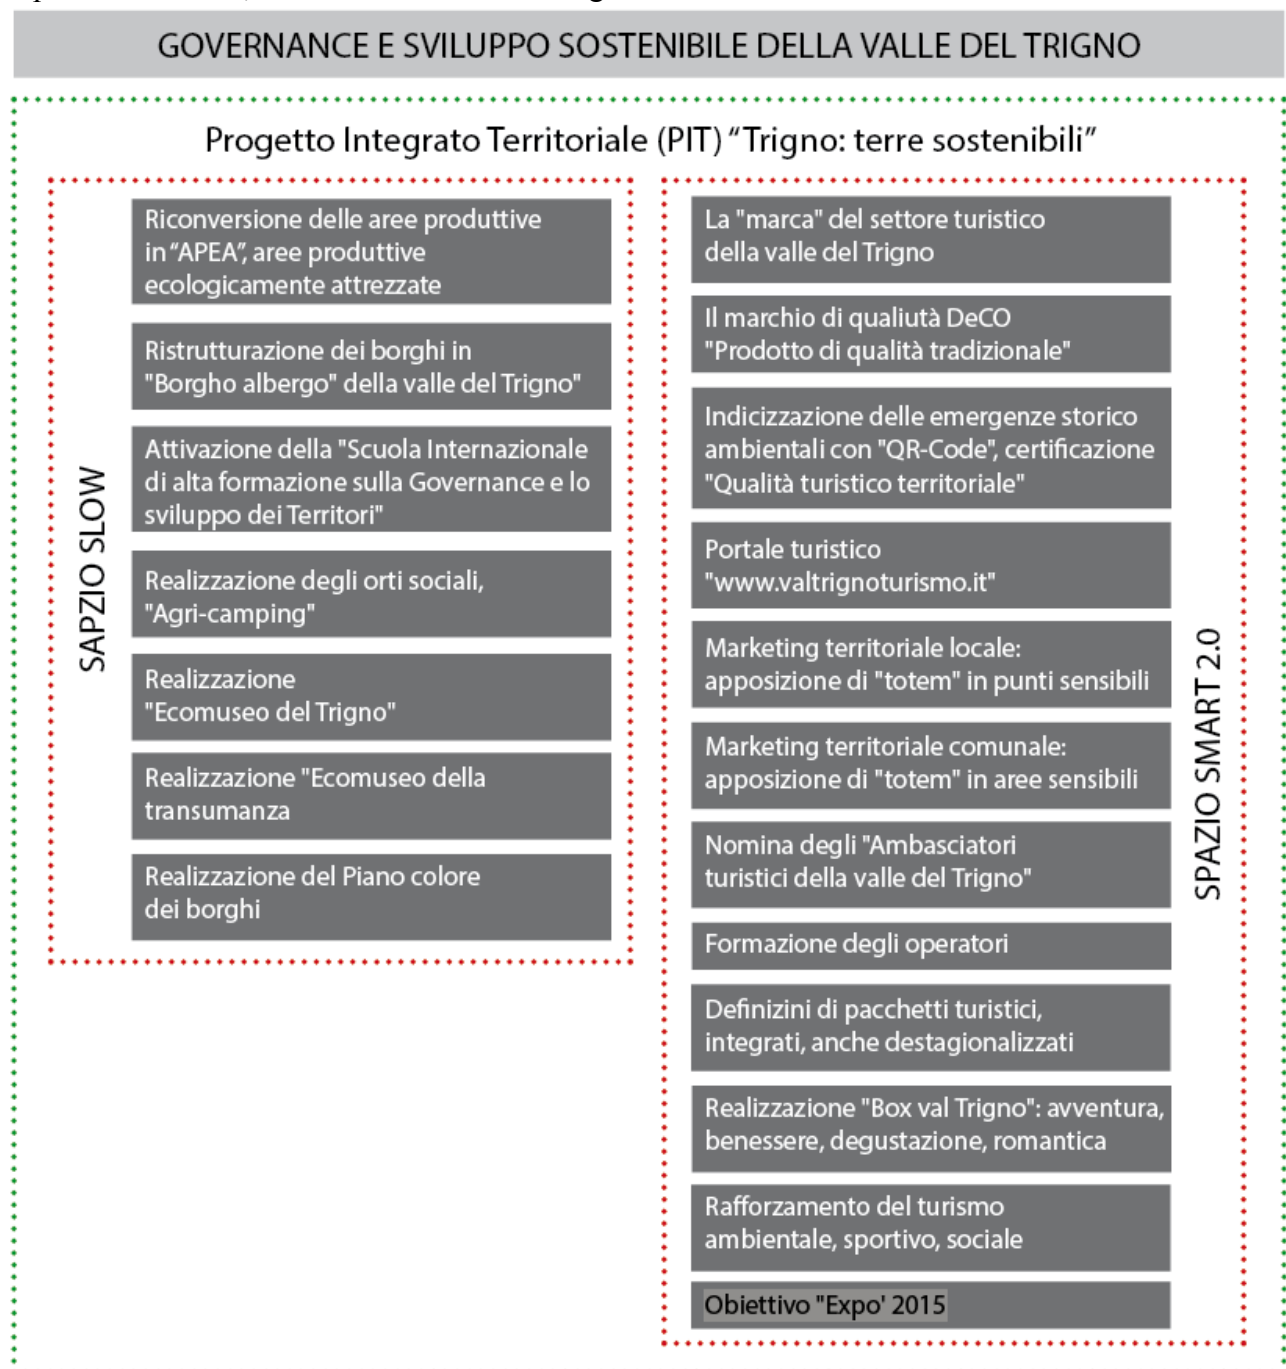 GOVERNANCE E SVILUPPO SOSTENIBILE DELLA VALLE DEL TRIGNO
Progetto Integrato Territoriale (PIT) “Trigno: terre sostenibili”
SAPZIO SLOW
Riconversione delle aree produttive
in “APEA”, aree produttive
ecologicamente attrezzate
Ristrutturazione dei borghi in
"Borgho albergo" della valle del Trigno"
Attivazione della "Scuola Internazionale
di alta formazione sulla Governance e lo
sviluppo dei Territori"
Realizzazione degli orti sociali,
"Agri-camping"
Realizzazione
"Ecomuseo del Trigno"
Realizzazione "Ecomuseo della
transumanza
Realizzazione del Piano colore
dei borghi
SPAZIO SMART 2.0
La "marca" del settore turistico
della valle del Trigno
Il marchio di qualiutà DeCO
"Prodotto di qualità tradizionale"
Indicizzazione delle emergenze storico
ambientali con "QR-Code", certificazione
"Qualità turistico territoriale"
Portale turistico
"www.valtrignoturismo.it"
Marketing territoriale locale:
apposizione di "totem" in punti sensibili
Marketing territoriale comunale:
apposizione di "totem" in aree sensibili
Nomina degli "Ambasciatori
turistici della valle del Trigno"
Formazione degli operatori
Definizini di pacchetti turistici,
integrati, anche destagionalizzati
Realizzazione "Box val Trigno": avventura,
benessere, degustazione, romantica
Rafforzamento del turismo
ambientale, sportivo, sociale
Obiettivo "Expo' 2015